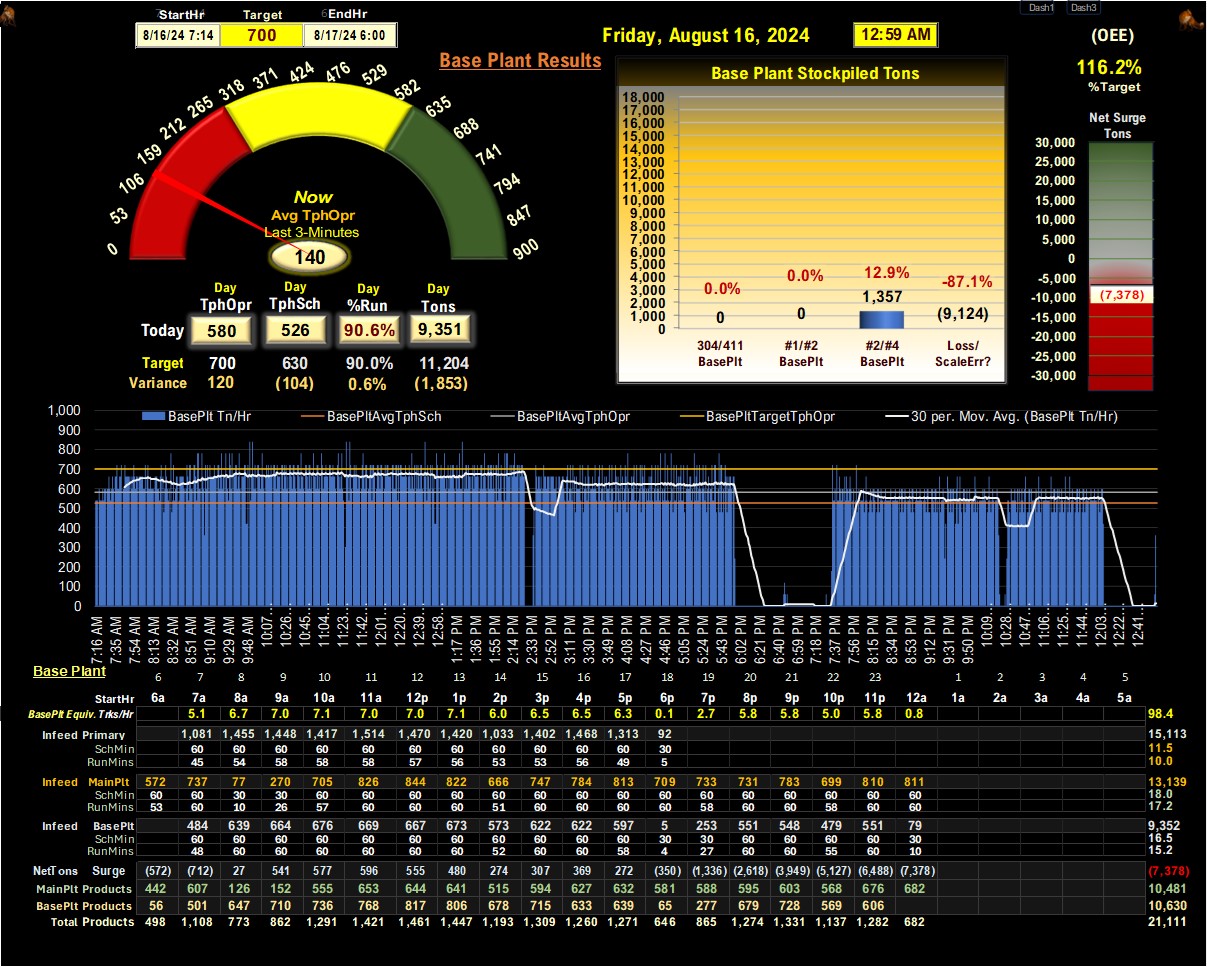 Dash1 Dash3
StartHr Target EndHr
8/16/24 7:14 700 8/17/24 6:00
Friday, August 16, 2024 12:59 AM
(OEE)
116.2%
%Target
Base Plant Results
0 53 106 159 212 265 318 371 424 476 529 582 635 688 741 794 847 900
Now
Avg TphOpr
Last 3-Minutes
140
Day Day Day Day
TphOpr TphSch %Run Tons
Today 580 526 90.6% 9,351
Target 700 630 90.0% 11,204
Variance 120 (104) 0.6% (1,853)
Base Plant Stockpiled Tons
18,000
17,000
16,000
15,000
14,000
13,000
12,000
11,000
10,000
9,000
8,000
7,000
6,000
5,000
4,000
3,000
2,000
1,000
0
0.0% 0.0% 12.9% -87.1%
0 0 1,357 (9,124)
304/411 #1/#2 #2/#4 Loss/
BasePlt BasePlt BasePlt ScaleErr?
Net Surge
Tons
30,000
25,000
20,000
15,000
10,000
5,000
0
-5,000
-10,000
-15,000
-20,000
-25,000
-30,000
(7,378)
BasePlt Tn/Hr BasePltAvgTphSch BasePltAvgTphOpr BasePltTargetTphOpr 30 per. Mov. Avg. (BasePlt Tn/Hr)
1,000
900
800
700
600
500
400
300
200
100
0
7:16 AM 7:35 AM 7:54 AM 8:13 AM 8:32 AM 8:51 AM 9:10 AM 9:29 AM 9:48 AM 10:07… 10:26… 10:45… 11:04… 11:23… 11:42… 12:01… 12:20… 12:39… 12:58… 1:17 PM 1:36 PM 1:55 PM 2:14 PM 2:33 PM 2:52 PM 3:11 PM 3:30 PM 3:49 PM 4:08 PM 4:27 PM 4:46 PM 5:05 PM 5:24 PM 5:43 PM 6:02 PM 6:21 PM 6:40 PM 6:59 PM 7:18 PM 7:37 PM 7:56 PM 8:15 PM 8:34 PM 8:53 PM 9:12 PM 9:31 PM 9:50 PM 10:09… 10:28… 10:47… 11:06… 11:25… 11:44… 12:03… 12:22… 12:41…
Base Plant
6 7 8 9 10 11 12 13 14 15 16 17 18 19 20 21 22 23 1 2 3 4 5
StartHr 6a 7a 8a 9a 10a 11a 12p 1p 2p 3p 4p 5p 6p 7p 8p 9p 10p 11p 12a 1a 2a 3a 4a 5a
BasePlt Equiv. Trks/Hr 5.1 6.7 7.0 7.1 7.0 7.0 7.1 6.0 6.5 6.5 6.3 0.1 2.7 5.8 5.8 5.0 5.8 0.8 98.4
Infeed Primary 1,081 1,455 1,448 1,417 1,514 1,470 1,420 1,033 1,402 1,468 1,313 92 15,113
SchMin 60 60 60 60 60 60 60 60 60 60 60 30 11.5
RunMins 45 54 58 58 58 57 56 53 53 56 49 5 10.0
Infeed MainPlt 572 737 77 270 705 826 844 822 666 747 784 813 709 733 731 783 699 810 811 13,139
SchMin 60 60 30 30 60 60 60 60 60 60 60 60 60 60 60 60 60 60 60 18.0
RunMins 53 60 10 26 57 60 60 60 51 60 60 60 60 58 60 60 58 60 60 17.2
Infeed BasePlt 484 639 664 676 669 667 673 573 622 622 597 5 253 551 548 479 551 79 9,352
SchMin 60 60 60 60 60 60 60 60 60 60 60 30 30 60 60 60 60 60 16.5
RunMins 48 60 60 60 60 60 60 52 60 60 58 4 27 60 60 55 60 10 15.2
NetTons Surge (572) (712) 27 541 577 596 555 480 274 307 369 272 (350) (1,336) (2,618) (3,949) (5,127) (6,488) (7,378) (7,378)
MainPlt Products 442 607 126 152 555 653 644 641 515 594 627 632 581 588 595 603 568 676 682 10,481
BasePlt Products 56 501 647 710 736 768 817 806 678 715 633 639 65 277 679 728 569 606 10,630
Total Products 498 1,108 773 862 1,291 1,421 1,461 1,447 1,193 1,309 1,260 1,271 646 865 1,274 1,331 1,137 1,282 682 21,111